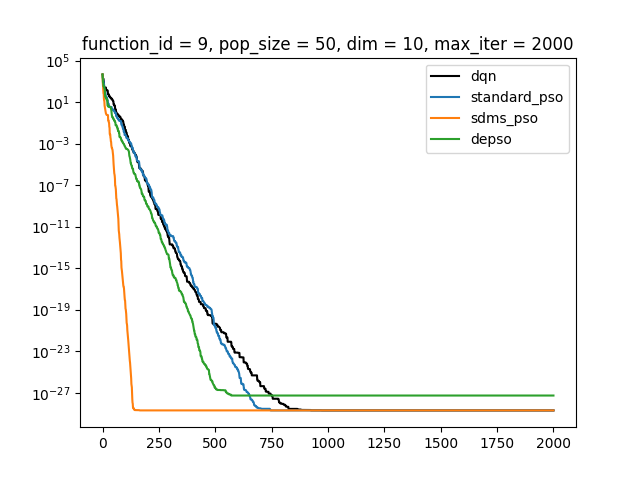 function_id = 9, pop_size = 50, dim = 10, max_iter = 2000
10^5
10^1
10^−3
10^−7
10^−11
10^−15
10^−19
10^−23
10^−27
dqn
standard_pso
sdms_pso
depso
0 250 500 750 1000 1250 1500 1750 2000